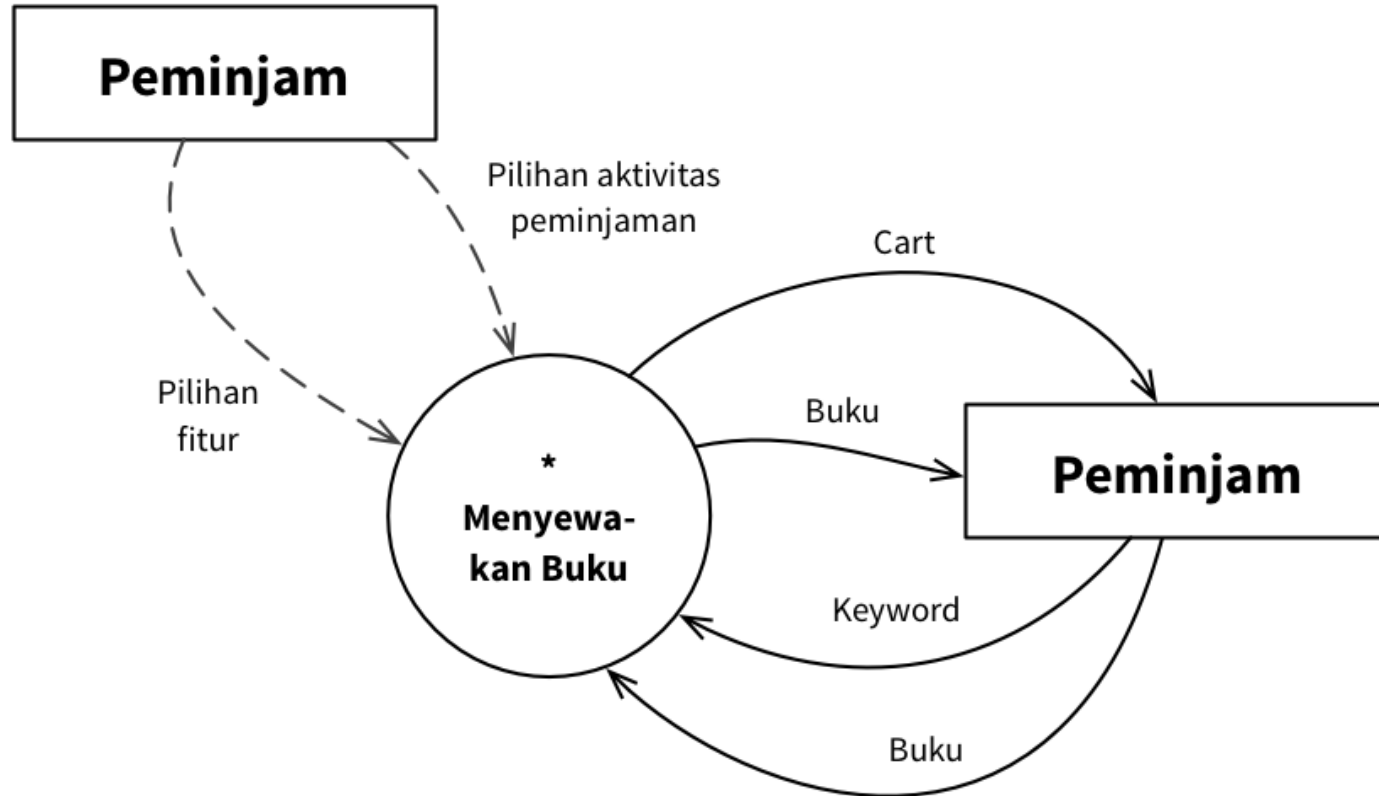 Peminjam
Pilihan aktivitas
peminjaman
Cart
Pilihan
fitur
Buku
*
Menyewa-
kan Buku
Peminjam
Keyword
Buku